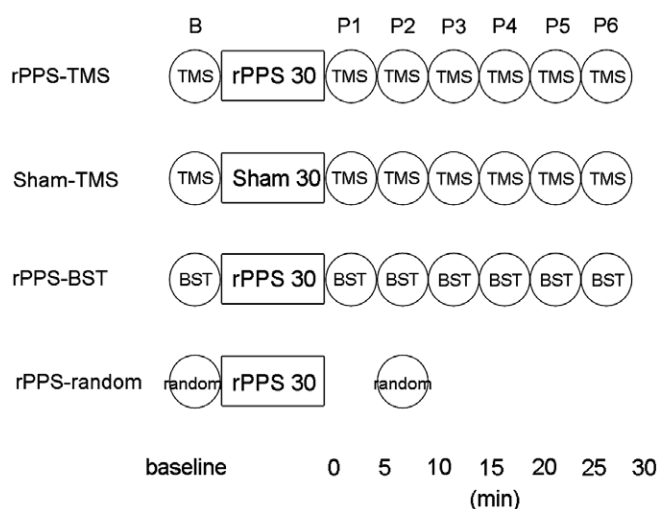 B P1 P2 P3 P4 P5 P6
rPPS-TMS TMS rPPS 30 TMS TMS TMS TMS TMS TMS
Sham-TMS TMS Sham 30 TMS TMS TMS TMS TMS TMS
rPPS-BST BST rPPS 30 BST BST BST BST BST BST
rPPS-random random rPPS 30 random
baseline 0 5 10 15 20 25 30
(min)